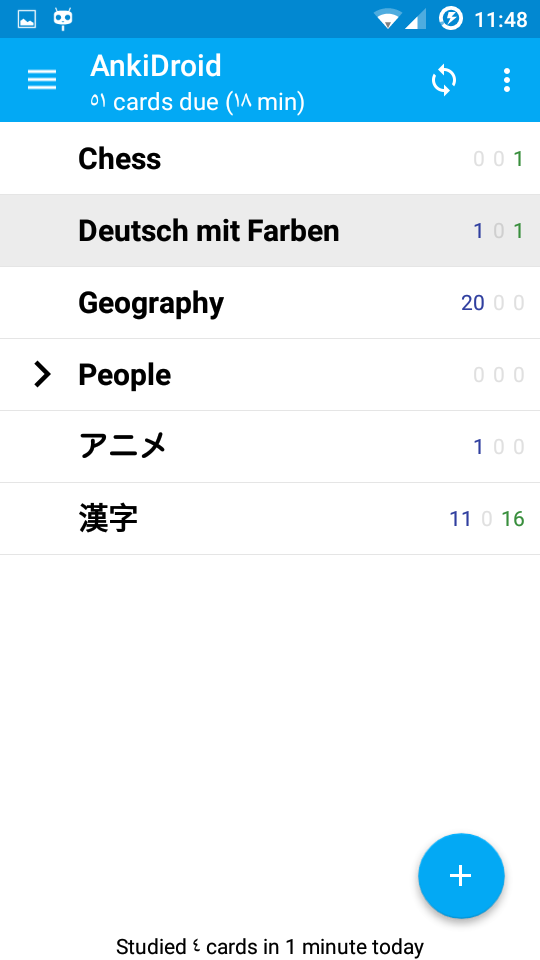 11:48
AnkiDroid
٥١ cards due (١٨ min)
Chess 0 0 1
Deutsch mit Farben 1 0 1
Geography 20 0 0
People 0 0 0
アニメ 1 0 0
漢字 11 0 16
Studied ٤ cards in 1 minute today